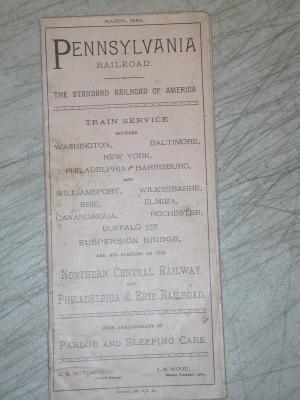 PENNSYLVANIA
RAILROAD.
THE STANDARD RAILROAD OF AMERICA
TRAIN SERVICE
BETWEEN
WASHINGTON, BALTIMORE,
NEW YORK,
PHILADELPHIA AND HARRISBURG,
AND
WILLIAMSPORT, WILKESBARRE,
ERIE, ELMIRA,
CANANDAIGUA, ROCHESTER,
BUFFALO AND
SUSPENSION BRIDGE,
AND ALL STATIONS ON THE
NORTHERN CENTRAL RAILWAY
AND
PHILADELPHIA & ERIE RAILROAD.
WITH ARRANGEMENT OF
PARLOR AND SLEEPING CARS.
J. B. HUTCHINSON, J. R. WOOD,